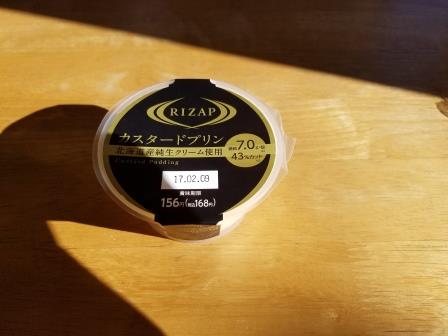 RIZAP
カスタードプリン
北海道産純生クリーム使用
Custard Pudding
糖質7.0g/個
43%カット
17.02.09
賞味期限
156円(税込168円)